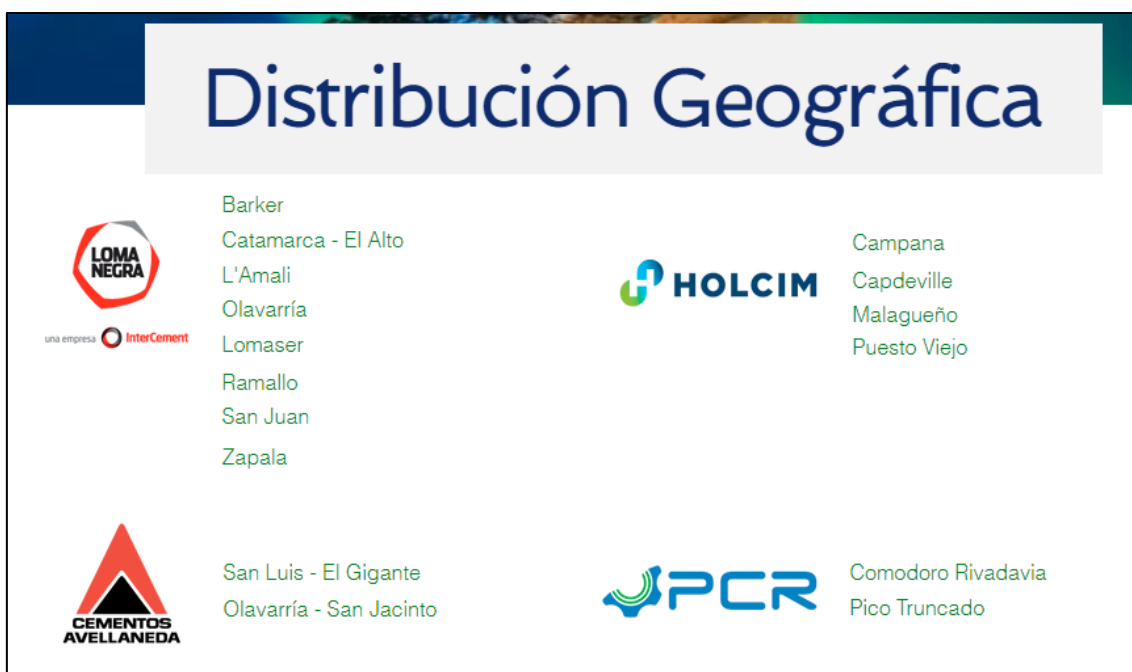 Distribución Geográfica
LOMA
NEGRA
una empresa InterCement
Barker
Catamarca - El Alto
L'Amali
Olavarría
Lomaser
Ramallo
San Juan
Zapala
HOLCIM
Campana
Capdeville
Malagueño
Puesto Viejo
CEMENTOS
AVELLANEDA
San Luis - El Gigante
Olavarría - San Jacinto
PCR
Comodoro Rivadavia
Pico Truncado